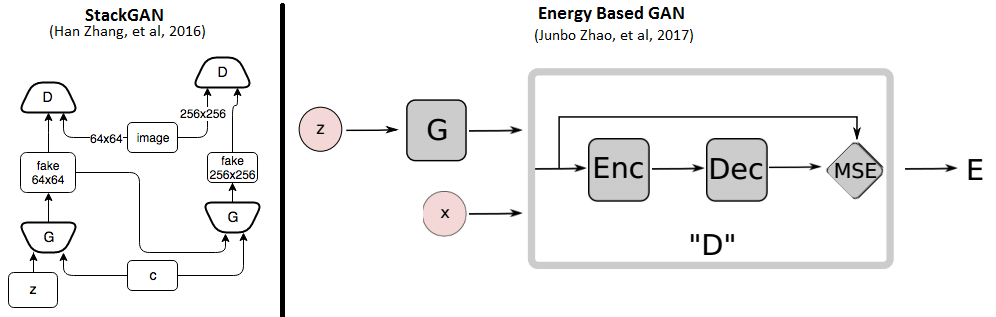 StackGAN
(Han Zhang, et al, 2016)
D
D
256x256
64x64
image
fake
64x64
fake
256x256
G
G
c
z
Energy Based GAN
(Junbo Zhao, et al, 2017)
z
G
Enc
Dec
MSE
E
x
"D"